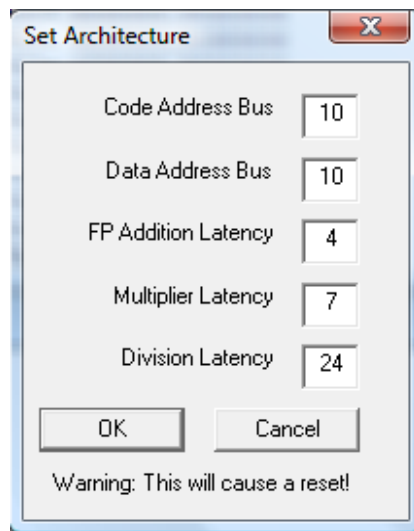 Set Architecture
Code Address Bus 10
Data Address Bus 10
FP Addition Latency 4
Multiplier Latency 7
Division Latency 24
OK Cancel
Warning: This will cause a reset!